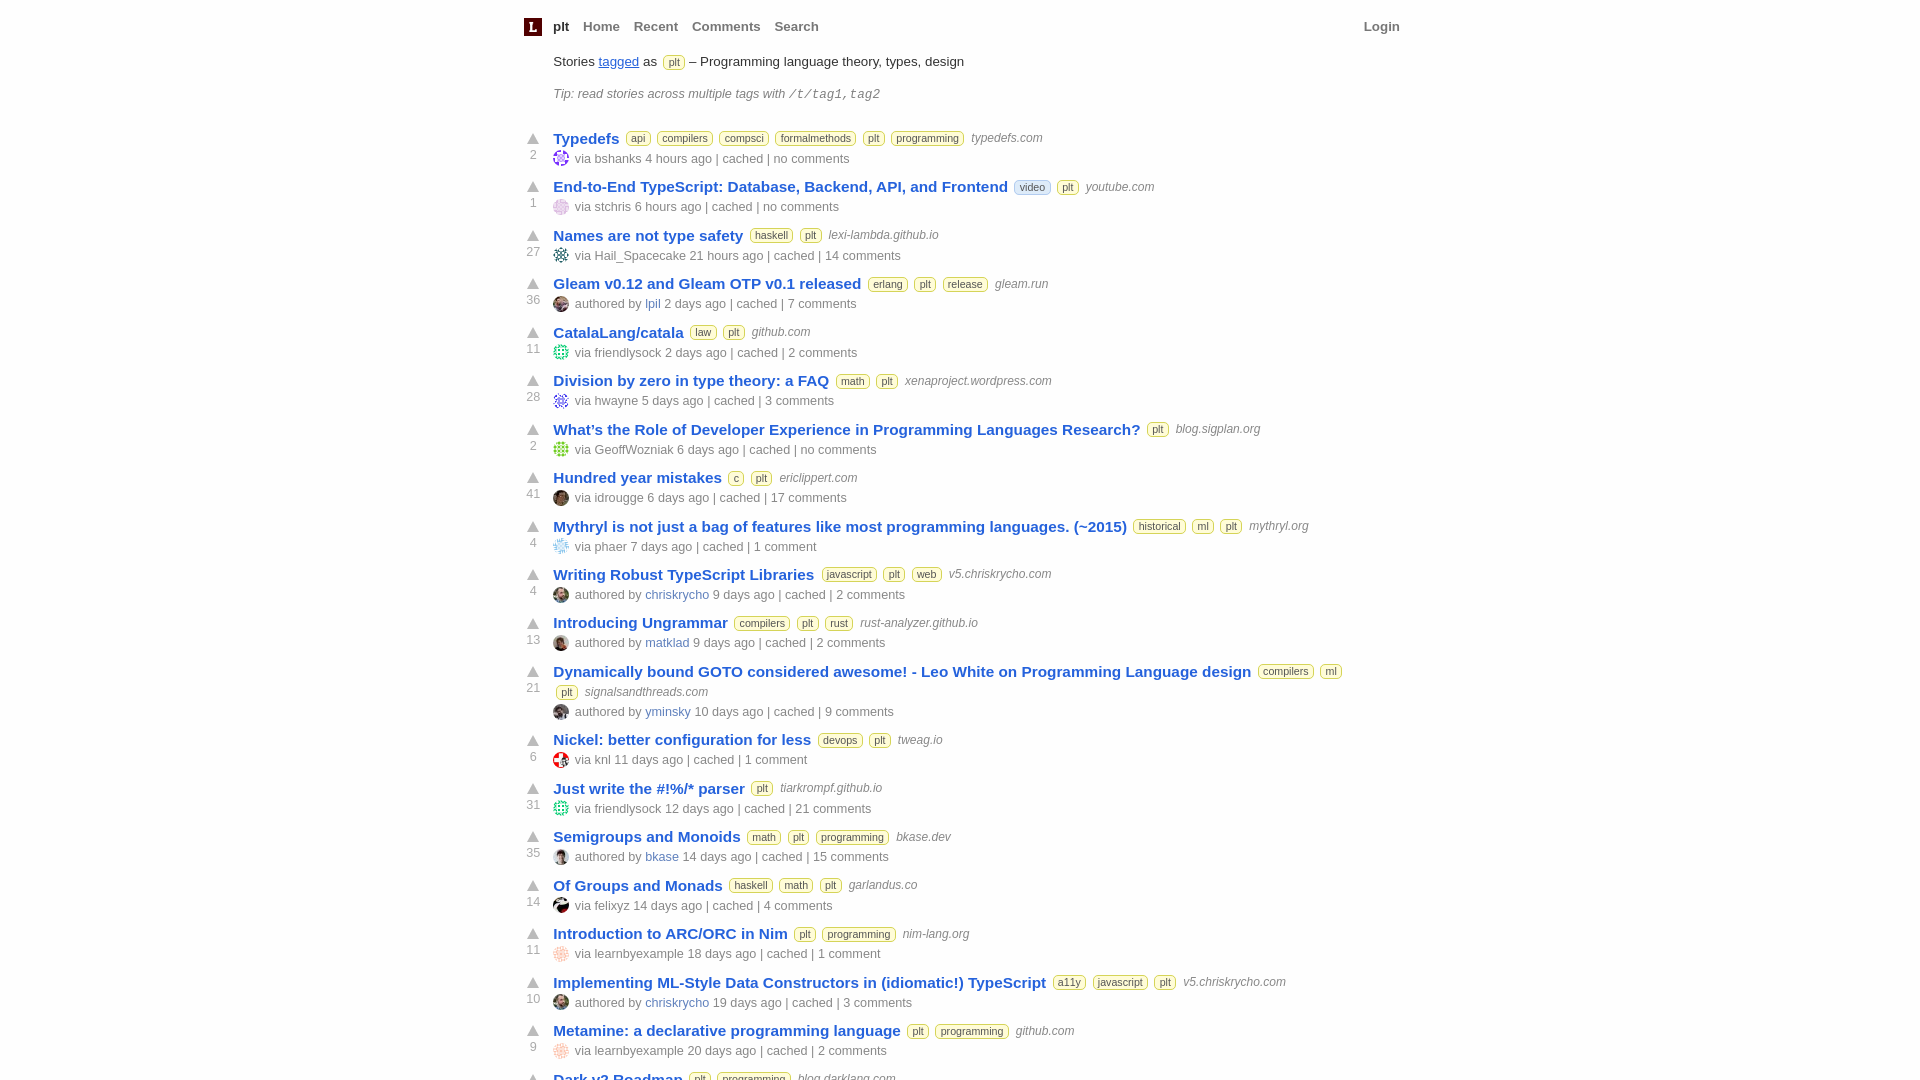 L plt Home Recent Comments Search Login
Stories tagged as plt – Programming language theory, types, design
Tip: read stories across multiple tags with /t/tag1,tag2
Typedefs api compilers compsci formalmethods plt programming typedefs.com
2 via bshanks 4 hours ago | cached | no comments
End-to-End TypeScript: Database, Backend, API, and Frontend video plt youtube.com
1 via stchris 6 hours ago | cached | no comments
Names are not type safety haskell plt lexi-lambda.github.io
27 via Hail_Spacecake 21 hours ago | cached | 14 comments
Gleam v0.12 and Gleam OTP v0.1 released erlang plt release gleam.run
36 authored by lpil 2 days ago | cached | 7 comments
CatalaLang/catala law plt github.com
11 via friendlysock 2 days ago | cached | 2 comments
Division by zero in type theory: a FAQ math plt xenaproject.wordpress.com
28 via hwayne 5 days ago | cached | 3 comments
What’s the Role of Developer Experience in Programming Languages Research? plt blog.sigplan.org
2 via GeoffWozniak 6 days ago | cached | no comments
Hundred year mistakes c plt ericlippert.com
41 via idrougge 6 days ago | cached | 17 comments
Mythryl is not just a bag of features like most programming languages. (~2015) historical ml plt mythryl.org
4 via phaer 7 days ago | cached | 1 comment
Writing Robust TypeScript Libraries javascript plt web v5.chriskrycho.com
4 authored by chriskrycho 9 days ago | cached | 2 comments
Introducing Ungrammar compilers plt rust rust-analyzer.github.io
13 authored by matklad 9 days ago | cached | 2 comments
Dynamically bound GOTO considered awesome! - Leo White on Programming Language design compilers ml
21 plt signalsandthreads.com
authored by yminsky 10 days ago | cached | 9 comments
Nickel: better configuration for less devops plt tweag.io
6 via knl 11 days ago | cached | 1 comment
Just write the #!%/* parser plt tiarkrompf.github.io
31 via friendlysock 12 days ago | cached | 21 comments
Semigroups and Monoids math plt programming bkase.dev
35 authored by bkase 14 days ago | cached | 15 comments
Of Groups and Monads haskell math plt garlandus.co
14 via felixyz 14 days ago | cached | 4 comments
Introduction to ARC/ORC in Nim plt programming nim-lang.org
11 via learnbyexample 18 days ago | cached | 1 comment
Implementing ML-Style Data Constructors in (idiomatic!) TypeScript a11y javascript plt v5.chriskrycho.com
10 authored by chriskrycho 19 days ago | cached | 3 comments
Metamine: a declarative programming language plt programming github.com
9 via learnbyexample 20 days ago | cached | 2 comments
Dark v2 Roadmap plt programming blog.darklang.com